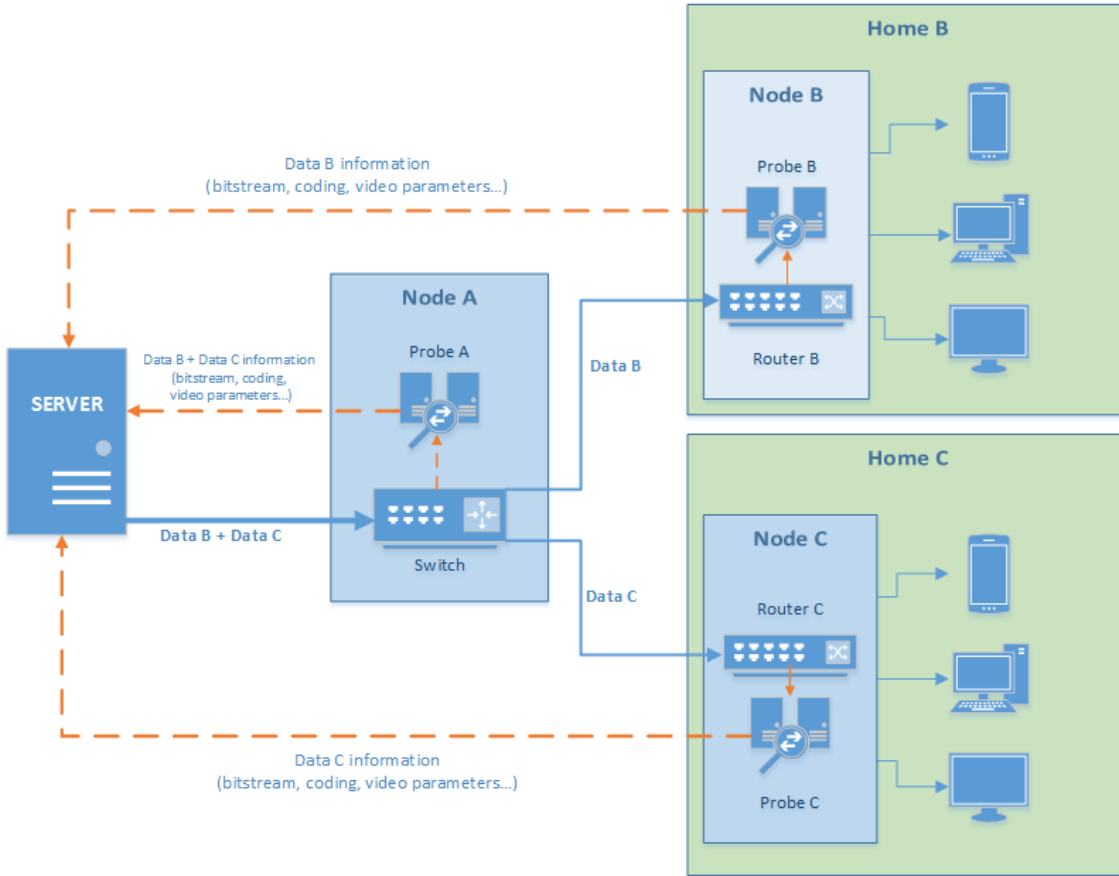 Home B
Node B
Probe B
Router B
Data B information
(bitstream, coding, video parameters...)
Node A
Probe A
Switch
Data B + Data C information
(bitstream, coding,
video parameters...)
SERVER
Data B + Data C
Data B
Data C
Home C
Node C
Router C
Probe C
Data C information
(bitstream, coding, video parameters...)